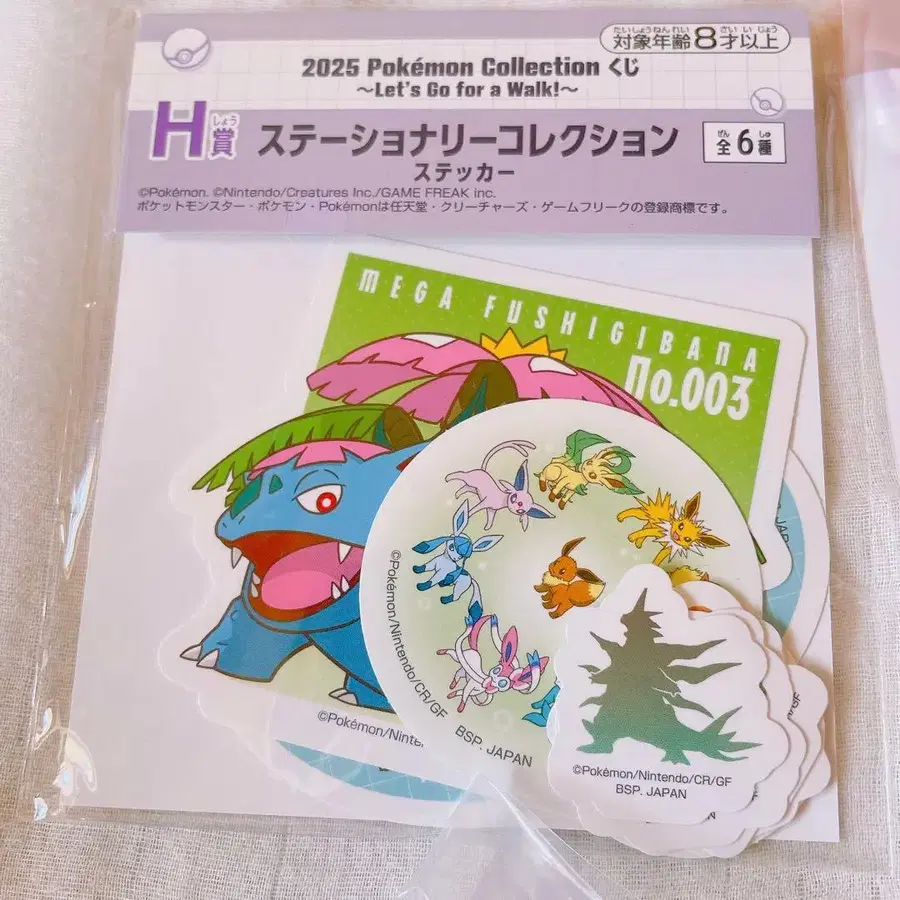 たいしょうねんれい さい いじょう
対象年齢8才以上
2025 Pokémon Collection くじ
～Let's Go for a Walk!～
しょう
H賞 ステーショナリーコレクション
ステッカー
ぜん しゅ
全6種
©Pokémon. ©Nintendo/Creatures Inc./GAME FREAK inc.
ポケットモンスター・ポケモン・Pokémonは任天堂・クリーチャーズ・ゲームフリークの登録商標です。
MEGA FUSHIGIBANA
No.003
©Pokémon/Ninten
©Pokémon/Nintendo/CR/GF
BSP. JAPAN
©Pokémon/Nintendo/CR/GF
BSP. JAPAN